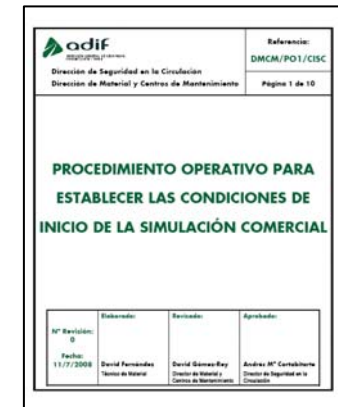 adif
Referencia:
DMCM/PO1/CISC
Dirección de Seguridad en la Circulación
Dirección de Material y Centros de Mantenimiento
Página 1 de 10
PROCEDIMIENTO OPERATIVO PARA
ESTABLECER LAS CONDICIONES DE
INICIO DE LA SIMULACIÓN COMERCIAL
Nº Revisión:
0
Fecha:
11/7/2008
Elaborado:
David Fernández
Técnico de Material
Revisado:
David Gómez-Rey
Director de Material y
Centros de Mantenimiento
Aprobado:
Andrés Mª Cortabitarte
Director de Seguridad en la
Circulación